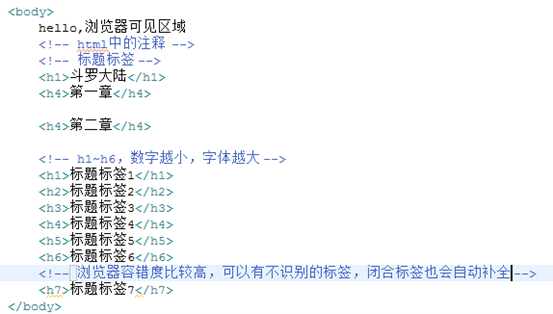 <body>
hello,浏览器可见区域
<!-- html中的注释 -->
<!-- 标题标签 -->
<h1>斗罗大陆</h1>
<h4>第一章</h4>
<h4>第二章</h4>
<!-- h1~h6, 数字越小, 字体越大 -->
<h1>标题标签1</h1>
<h2>标题标签2</h2>
<h3>标题标签3</h3>
<h4>标题标签4</h4>
<h5>标题标签5</h5>
<h6>标题标签6</h6>
<!-- 浏览器容错度比较高, 可以有不识别的标签, 闭合标签也会自动补全-->
<h7>标题标签7</h7>
</body>